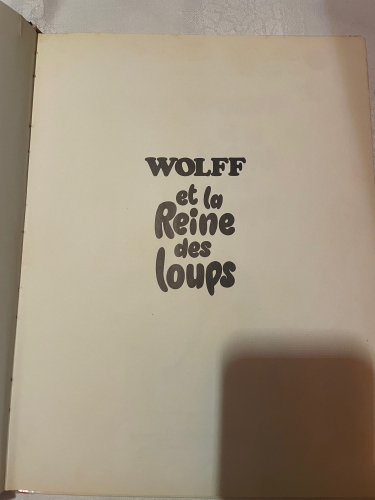 WOLFF
et la
Reine
des
loups